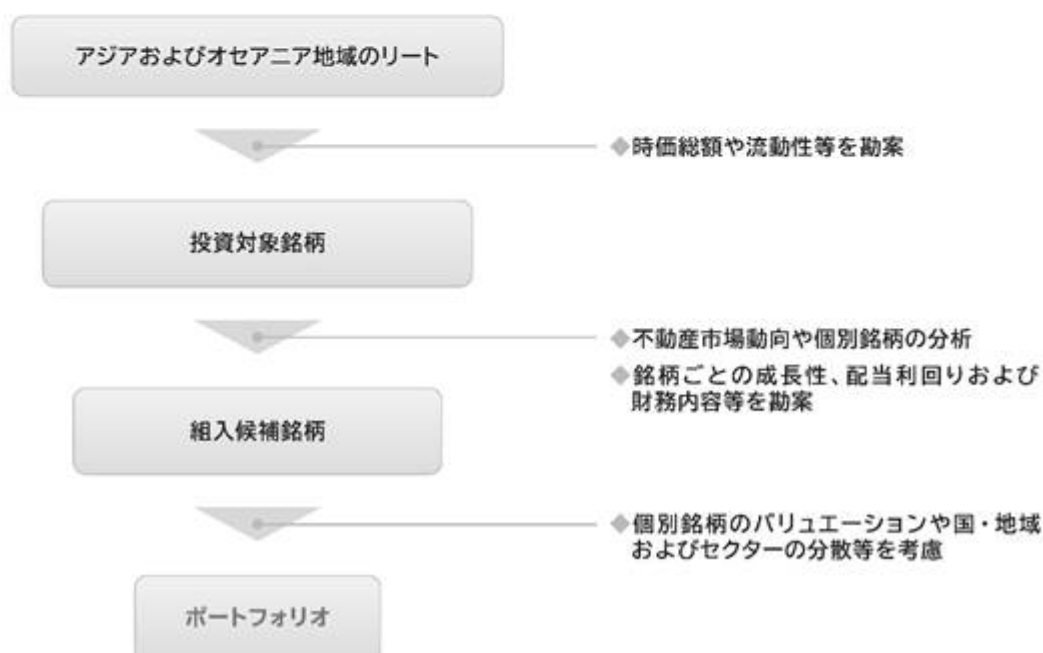 アジアおよびオセアニア地域のリート
◆時価総額や流動性等を勘案
投資対象銘柄
◆不動産市場動向や個別銘柄の分析
◆銘柄ごとの成長性、配当利回りおよび
財務内容等を勘案
組入候補銘柄
◆個別銘柄のバリュエーションや国・地域
およびセクターの分散等を考慮
ポートフォリオ